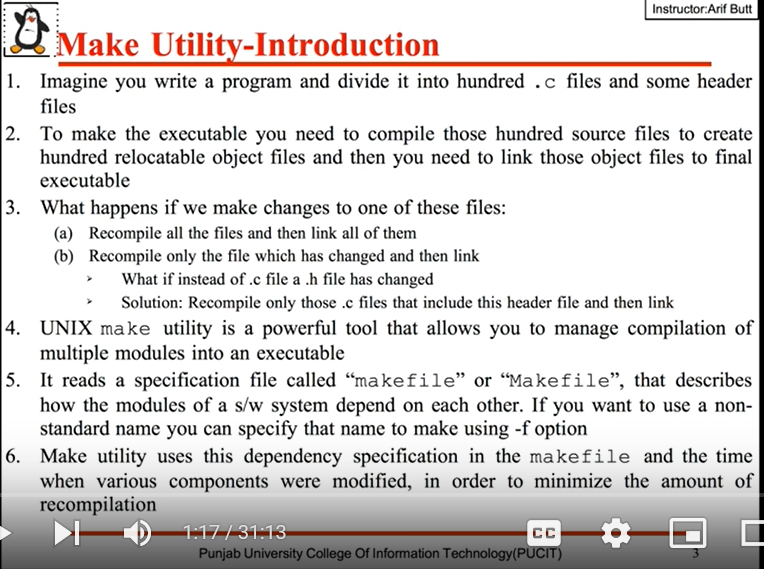 Instructor:Arif Butt
Make Utility-Introduction
1. Imagine you write a program and divide it into hundred .c files and some header
files
2. To make the executable you need to compile those hundred source files to create
hundred relocatable object files and then you need to link those object files to final
executable
3. What happens if we make changes to one of these files:
(a) Recompile all the files and then link all of them
(b) Recompile only the file which has changed and then link
➢ What if instead of .c file a .h file has changed
➢ Solution: Recompile only those .c files that include this header file and then link
4. UNIX make utility is a powerful tool that allows you to manage compilation of
multiple modules into an executable
5. It reads a specification file called “makefile” or “Makefile”, that describes
how the modules of a s/w system depend on each other. If you want to use a non-
standard name you can specify that name to make using -f option
6. Make utility uses this dependency specification in the makefile and the time
when various components were modified, in order to minimize the amount of
recompilation
1:17 / 31:13
CC
Punjab University College Of Information Technology(PUCIT)
3